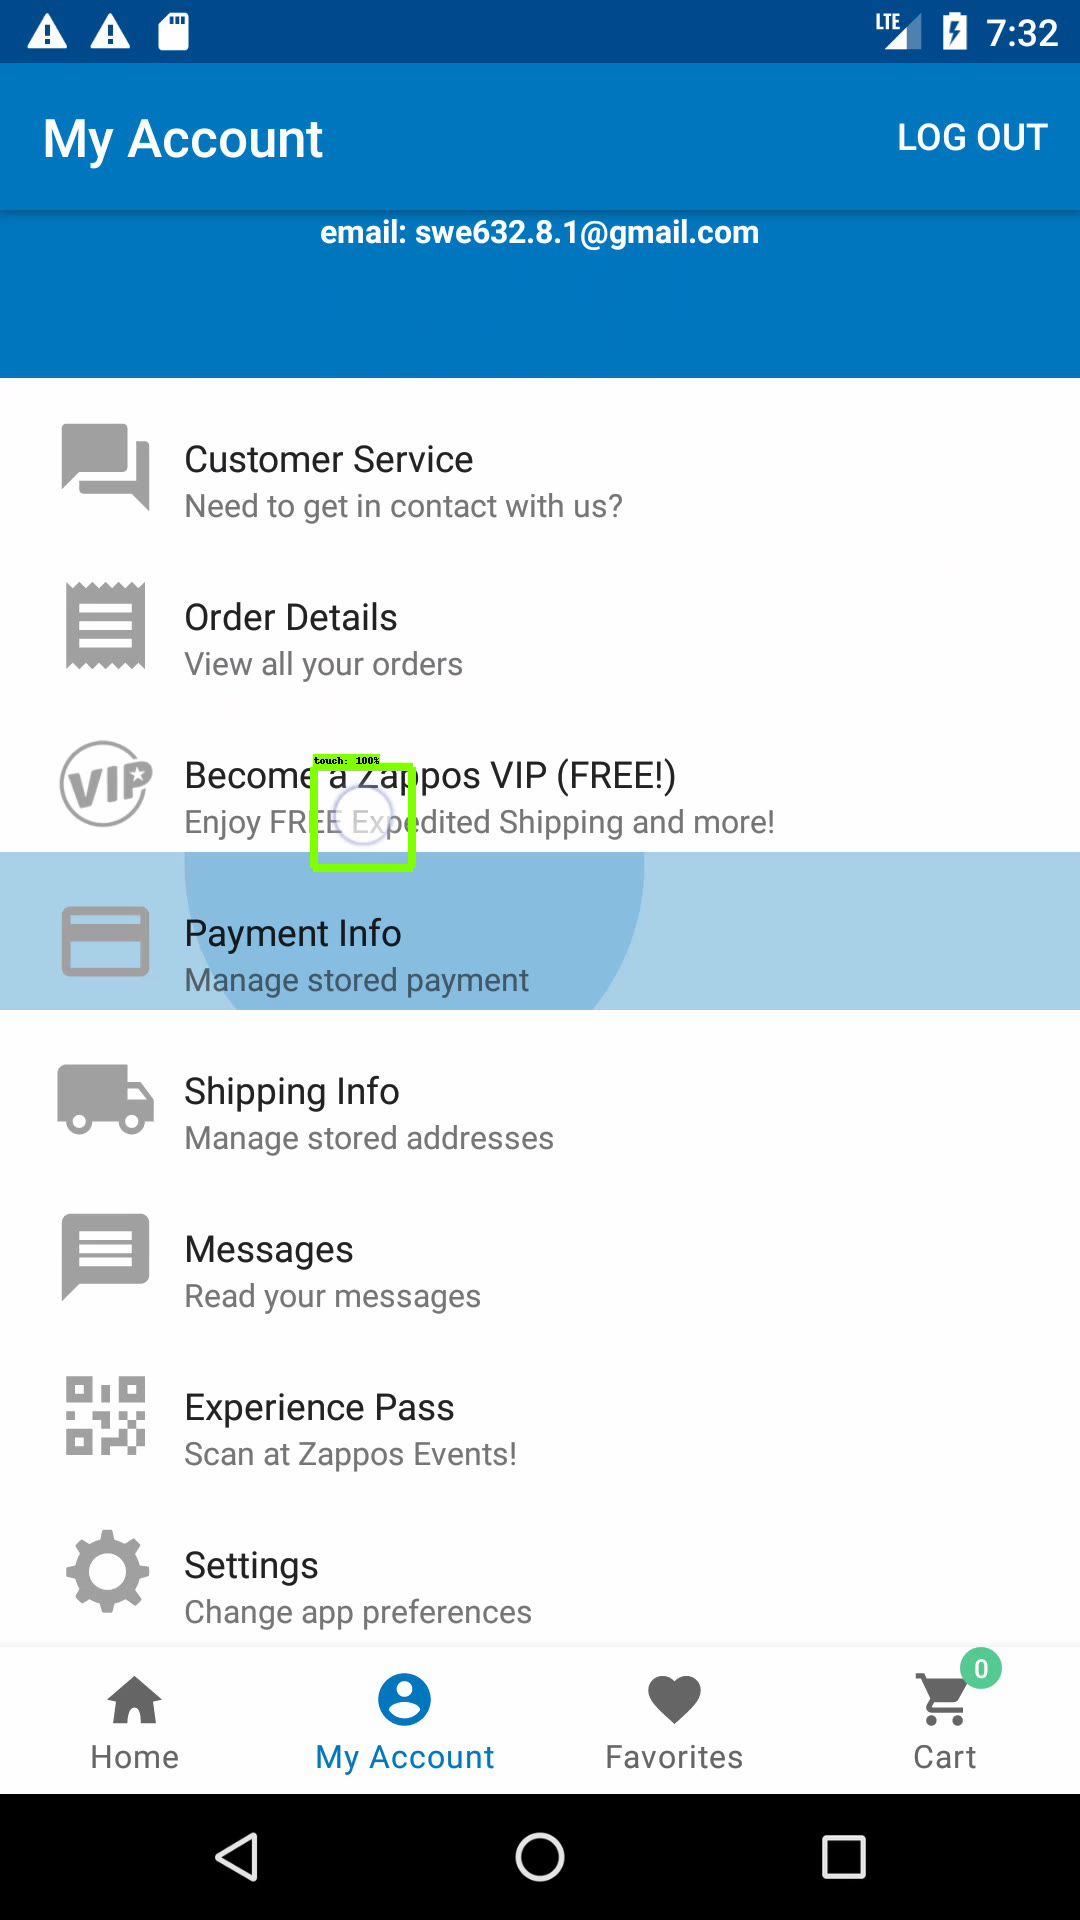 LTE 7:32
My Account LOG OUT
email: swe632.8.1@gmail.com
Customer Service
Need to get in contact with us?
Order Details
View all your orders
VIP
touch: 100%
Become a Zappos VIP (FREE!)
Enjoy FREE Expedited Shipping and more!
Payment Info
Manage stored payment
Shipping Info
Manage stored addresses
Messages
Read your messages
Experience Pass
Scan at Zappos Events!
Settings
Change app preferences
0
Home My Account Favorites Cart